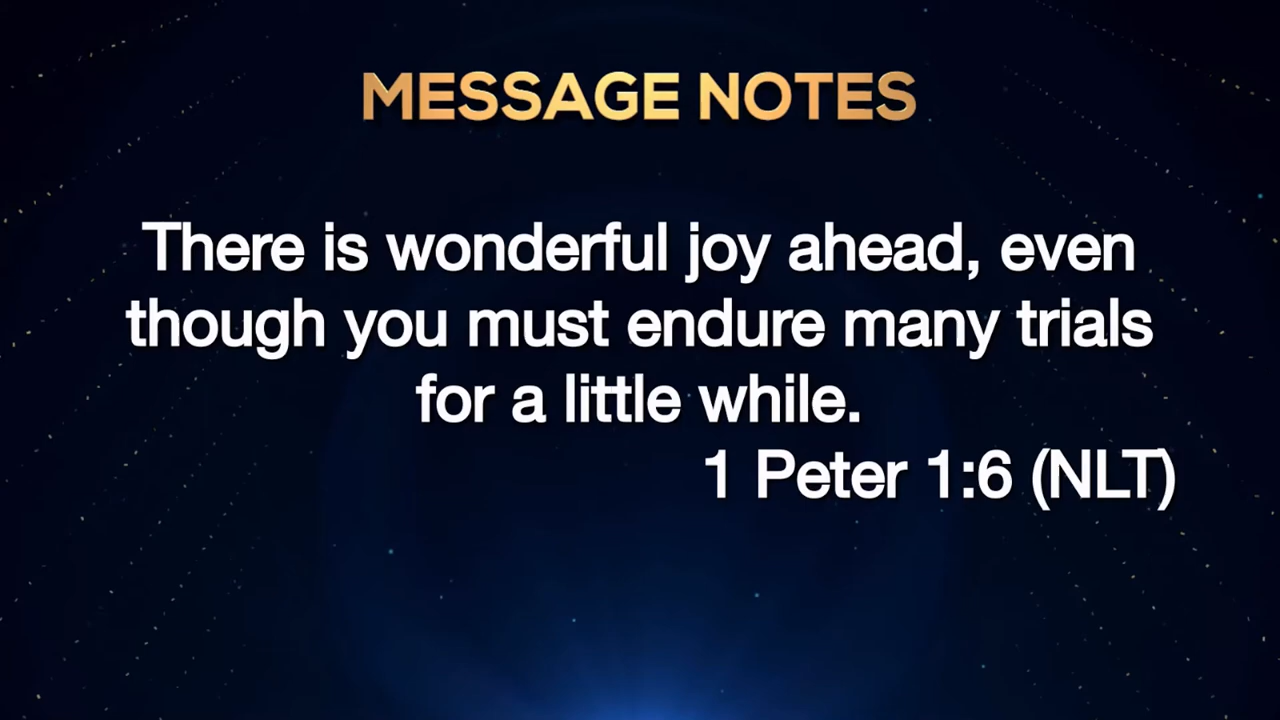 MESSAGE NOTES
There is wonderful joy ahead, even
though you must endure many trials
for a little while.
1 Peter 1:6 (NLT)